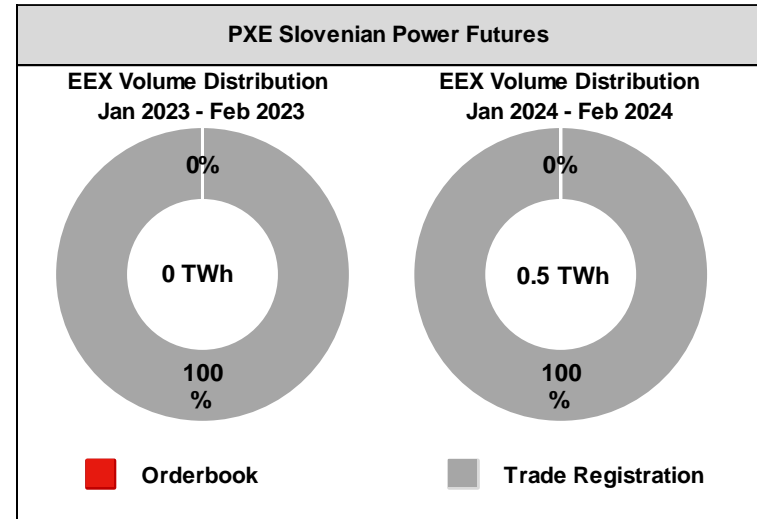 PXE Slovenian Power Futures
EEX Volume Distribution
Jan 2023 - Feb 2023
0%
0 TWh
100
%
EEX Volume Distribution
Jan 2024 - Feb 2024
0%
0.5 TWh
100
%
Orderbook
Trade Registration